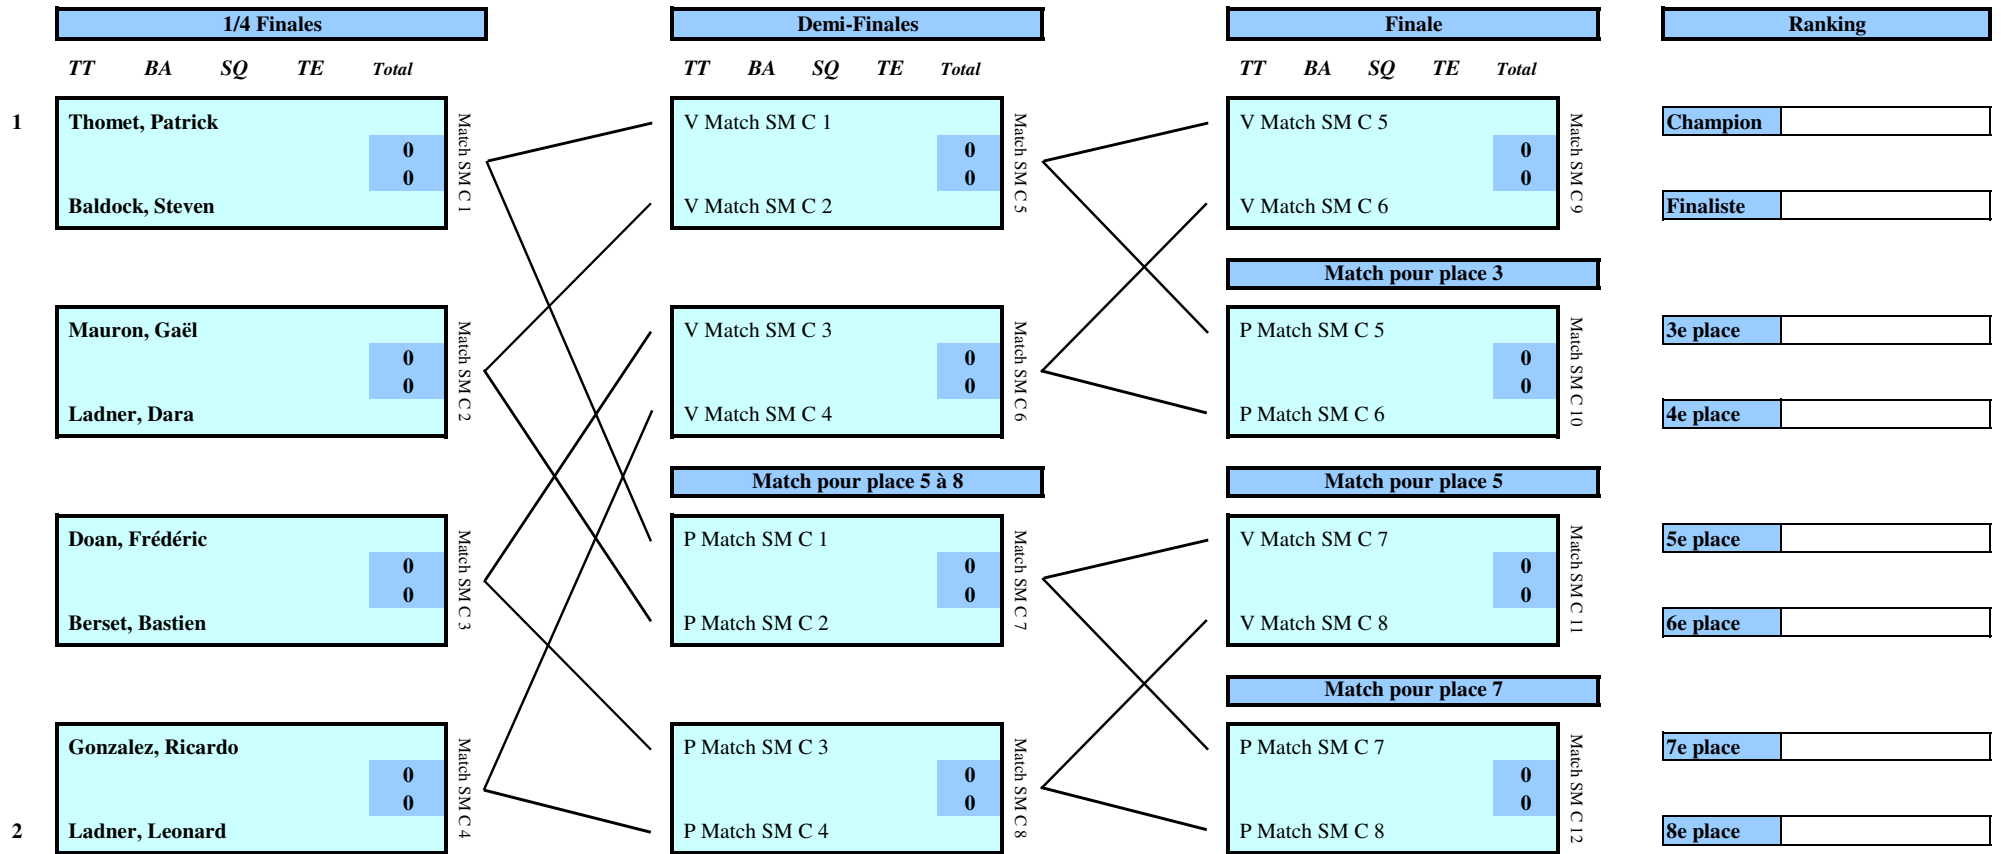 1/4 Finales
Demi-Finales
Finale
Ranking
TT BA SQ TE Total
TT BA SQ TE Total
TT BA SQ TE Total
1
Thomet, Patrick
0
0
Baldock, Steven
Match SM C 1
V Match SM C 1
0
0
V Match SM C 2
Match SM C 5
V Match SM C 5
0
0
V Match SM C 6
Match SM C 9
Champion
Finaliste
Mauron, Gaël
0
0
Ladner, Dara
Match SM C 2
V Match SM C 3
0
0
V Match SM C 4
Match SM C 6
Match pour place 3
P Match SM C 5
0
0
P Match SM C 6
Match SM C 10
3e place
4e place
Doan, Frédéric
0
0
Berset, Bastien
Match SM C 3
Match pour place 5 à 8
P Match SM C 1
0
0
P Match SM C 2
Match SM C 7
Match pour place 5
V Match SM C 7
0
0
V Match SM C 8
Match SM C 11
5e place
6e place
Gonzalez, Ricardo
0
0
2
Ladner, Leonard
Match SM C 4
P Match SM C 3
0
0
P Match SM C 4
Match SM C 8
Match pour place 7
P Match SM C 7
0
0
P Match SM C 8
Match SM C 12
7e place
8e place